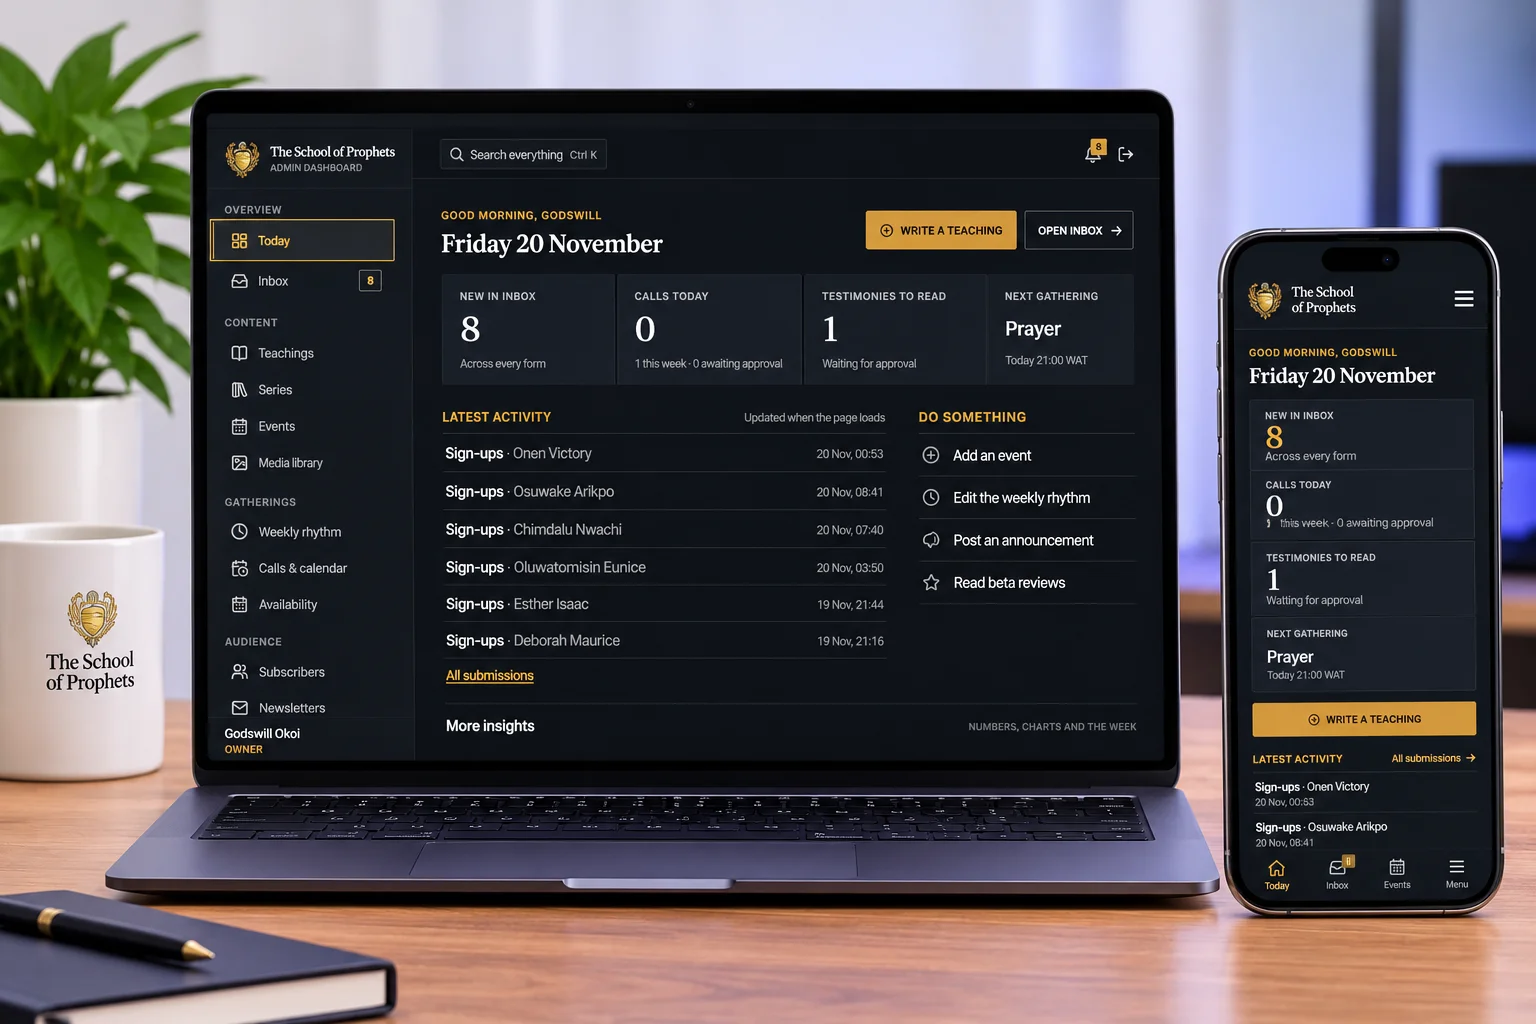 The School of Prophets
ADMIN DASHBOARD
OVERVIEW
Today
Inbox 8
CONTENT
Teachings
Series
Events
Media library
GATHERINGS
Weekly rhythm
Calls & calendar
Availability
AUDIENCE
Subscribers
Newsletters
Godswill Okoi
OWNER
Search everything Ctrl K
8
GOOD MORNING, GODSWILL
Friday 20 November
WRITE A TEACHING
OPEN INBOX
NEW IN INBOX
8
Across every form
CALLS TODAY
0
1 this week · 0 awaiting approval
TESTIMONIES TO READ
1
Waiting for approval
NEXT GATHERING
Prayer
Today 21:00 WAT
LATEST ACTIVITY Updated when the page loads
Sign-ups · Onen Victory 20 Nov, 00:53
Sign-ups · Osuwake Arikpo 20 Nov, 08:41
Sign-ups · Chimdalu Nwachi 20 Nov, 07:40
Sign-ups · Oluwatomisin Eunice 20 Nov, 03:50
Sign-ups · Esther Isaac 19 Nov, 21:44
Sign-ups · Deborah Maurice 19 Nov, 21:16
All submissions
DO SOMETHING
Add an event
Edit the weekly rhythm
Post an announcement
Read beta reviews
More insights NUMBERS, CHARTS AND THE WEEK
The School
of Prophets
The School
of Prophets
GOOD MORNING, GODSWILL
Friday 20 November
NEW IN INBOX
8
Across every form
CALLS TODAY
0
this week - 0 awaiting approval
TESTIMONIES TO READ
1
Watting for approval
NEXT GATHERING
Prayer
Today 21:00 WAT
WRITE A TEACHING
LATEST ACTIVITY All submissions
Sign-ups · Onen Victory
20 Nov, 00:53
Sign-ups · Osuwake Arikpo
20 Nov, 08:41
Today
Inbox
Events
Menu